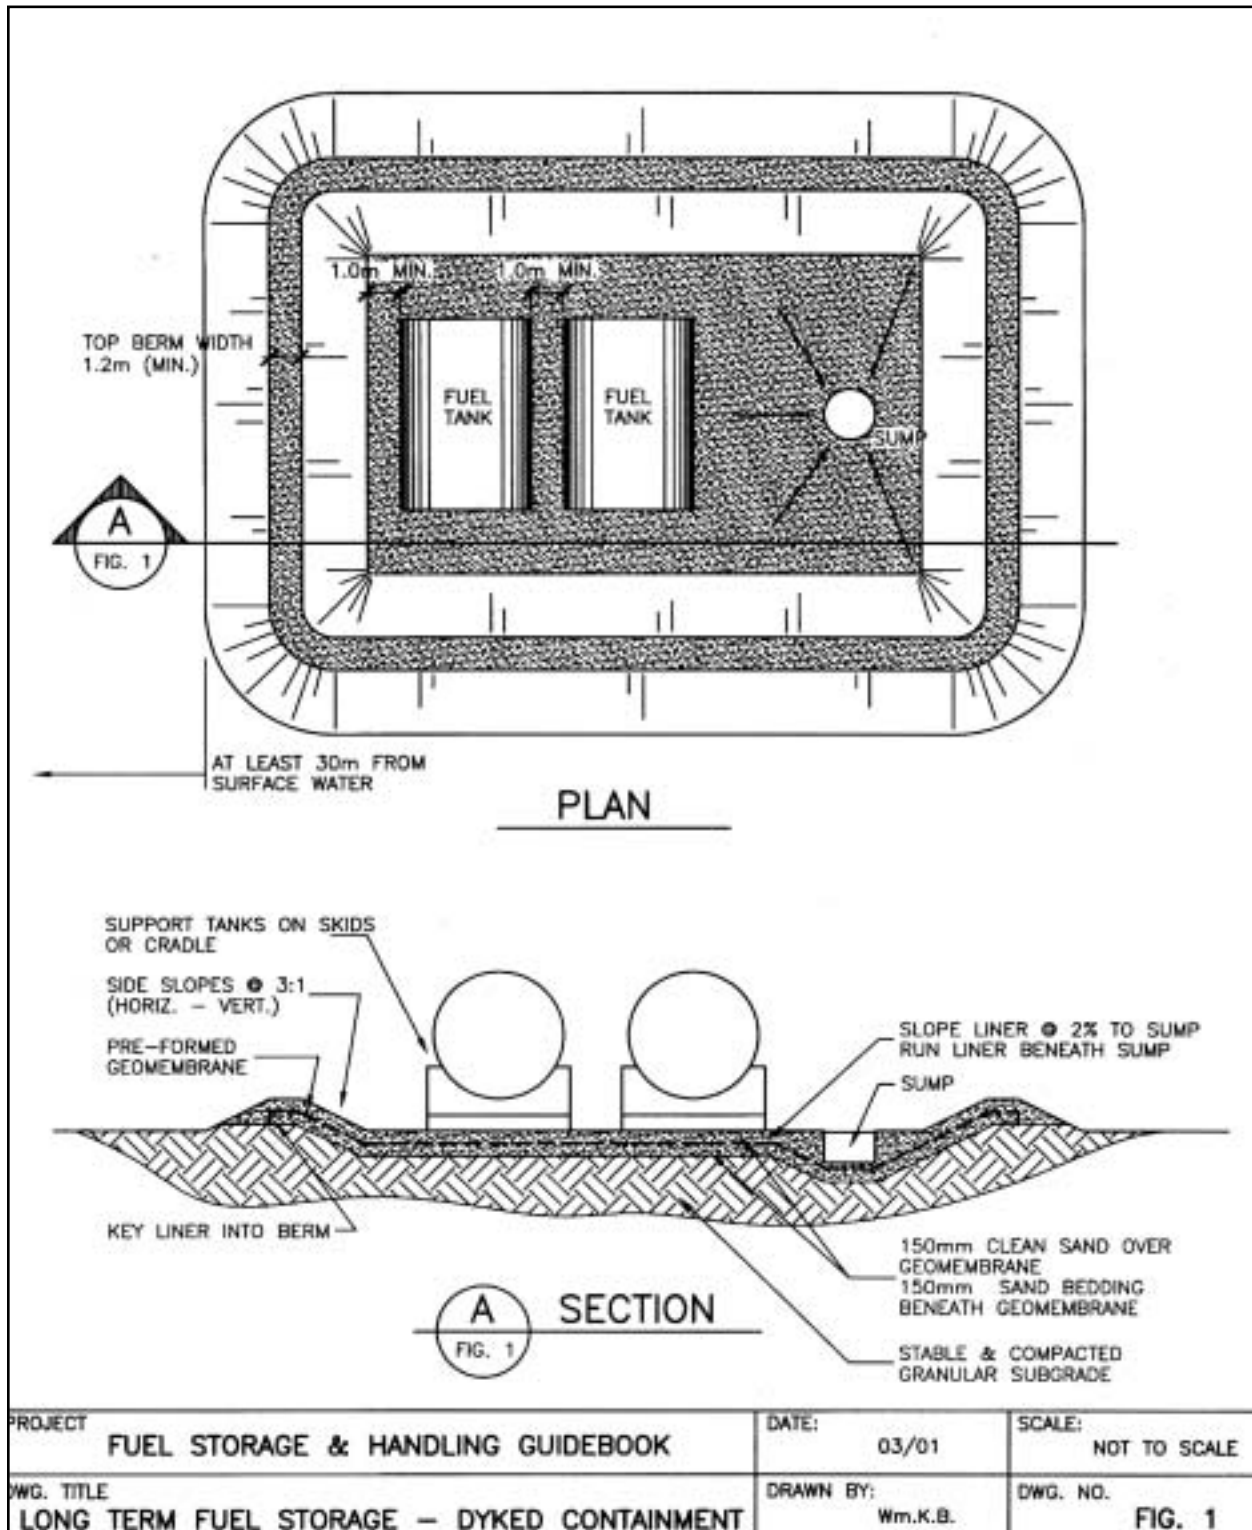 1.0m MIN.
1.0m MIN.
TOP BERM WIDTH
1.2m (MIN.)
FUEL
TANK
FUEL
TANK
SUMP
A
FIG. 1
AT LEAST 30m FROM
SURFACE WATER
PLAN
SUPPORT TANKS ON SKIDS
OR CRADLE
SIDE SLOPES @ 3:1
(HORIZ. – VERT.)
PRE-FORMED
GEOMEMBRANE
SLOPE LINER @ 2% TO SUMP
RUN LINER BENEATH SUMP
SUMP
KEY LINER INTO BERM
150mm CLEAN SAND OVER
GEOMEMBRANE
150mm SAND BEDDING
BENEATH GEOMEMBRANE
A
FIG. 1
SECTION
STABLE & COMPACTED
GRANULAR SUBGRADE
PROJECT
FUEL STORAGE & HANDLING GUIDEBOOK
DATE:
03/01
SCALE:
NOT TO SCALE
DWG. TITLE
LONG TERM FUEL STORAGE – DYKED CONTAINMENT
DRAWN BY:
Wm.K.B.
DWG. NO.
FIG. 1